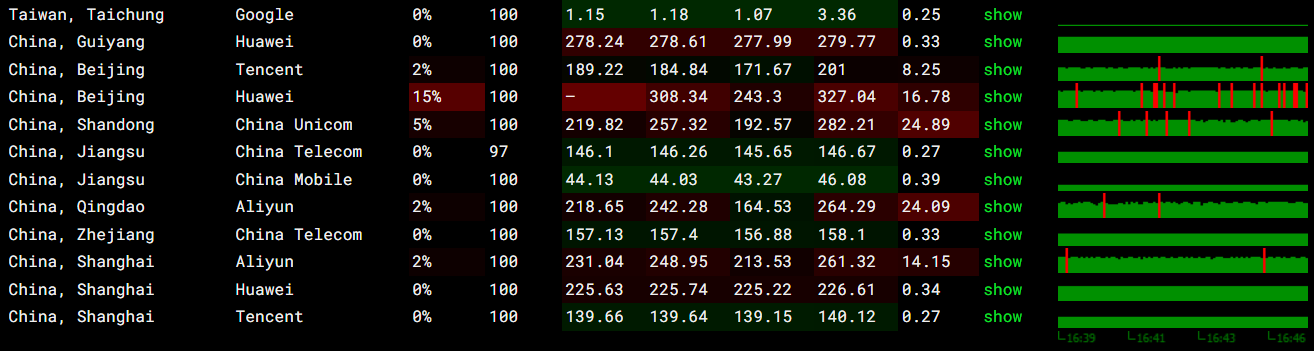 Taiwan, Taichung Google 0% 100 1.15 1.18 1.07 3.36 0.25 show
China, Guiyang Huawei 0% 100 278.24 278.61 277.99 279.77 0.33 show
China, Beijing Tencent 2% 100 189.22 184.84 171.67 201 8.25 show
China, Beijing Huawei 15% 100 – 308.34 243.3 327.04 16.78 show
China, Shandong China Unicom 5% 100 219.82 257.32 192.57 282.21 24.89 show
China, Jiangsu China Telecom 0% 97 146.1 146.26 145.65 146.67 0.27 show
China, Jiangsu China Mobile 0% 100 44.13 44.03 43.27 46.08 0.39 show
China, Qingdao Aliyun 2% 100 218.65 242.28 164.53 264.29 24.09 show
China, Zhejiang China Telecom 0% 100 157.13 157.4 156.88 158.1 0.33 show
China, Shanghai Aliyun 2% 100 231.04 248.95 213.53 261.32 14.15 show
China, Shanghai Huawei 0% 100 225.63 225.74 225.22 226.61 0.34 show
China, Shanghai Tencent 0% 100 139.66 139.64 139.15 140.12 0.27 show
16:39 16:41 16:43 16:46